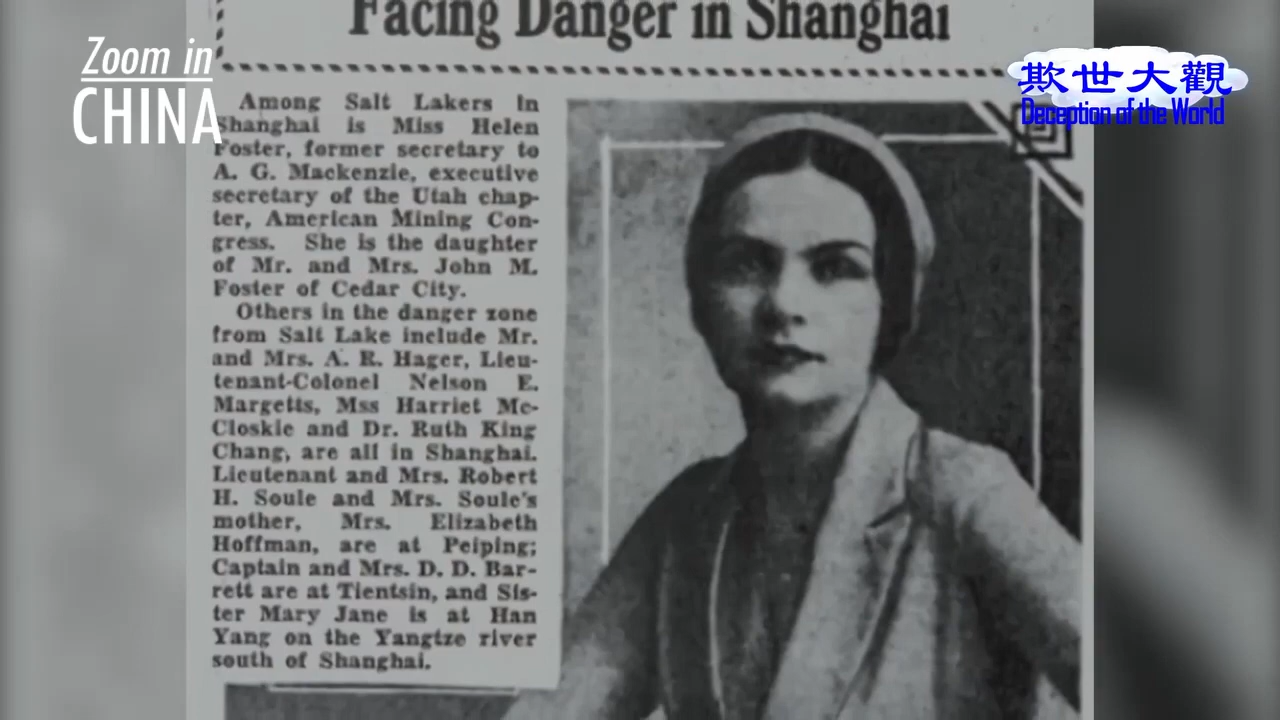 Facing Danger in Shanghai
Zoom in
CHINA
欺世大觀
Deception of the World
Among Salt Lakers in
Shanghai is Miss Helen
Foster, former secretary to
A. G. Mackenzie, executive
secretary of the Utah chap-
ter, American Mining Con-
gress. She is the daughter
of Mr. and Mrs. John M.
Foster of Cedar City.
Others in the danger zone
from Salt Lake include Mr.
and Mrs. A. R. Hager, Lieu-
tenant-Colonel Nelson E.
Margetts, Mss Harriet Mc-
Closkie and Dr. Ruth King
Chang, are all in Shanghai.
Lieutenant and Mrs. Robert
H. Soule and Mrs. Soule's
mother, Mrs. Elizabeth
Hoffman, are at Peiping;
Captain and Mrs. D. D. Bar-
rett are at Tientsin, and Sis-
ter Mary Jane is at Han
Yang on the Yangtze river
south of Shanghai.